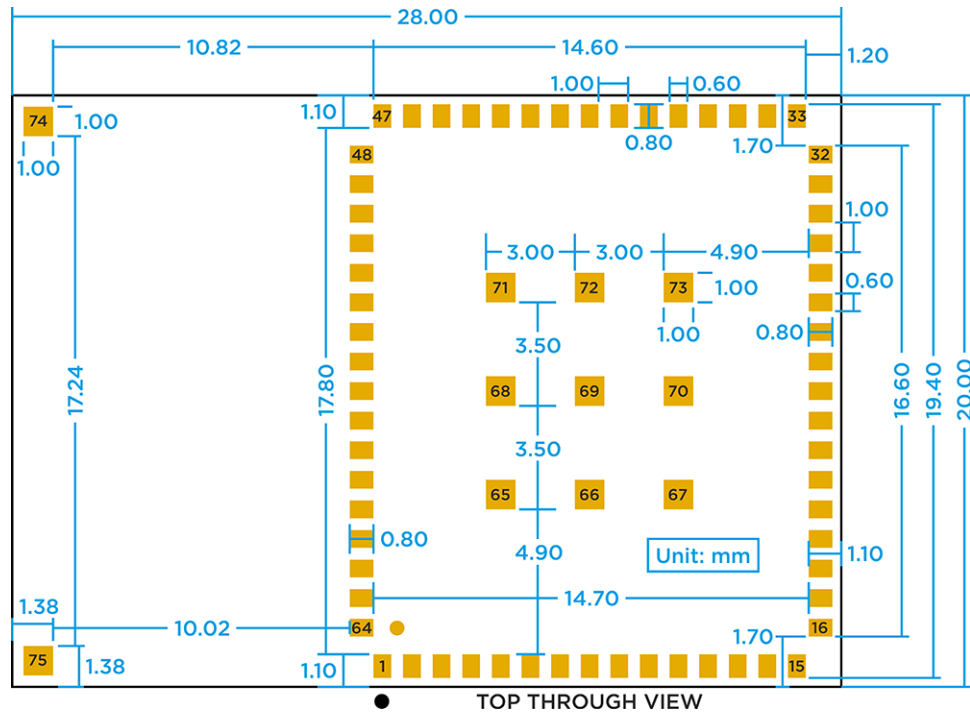 28.00
10.82 14.60 1.20
1.00 0.60
74 1.00 1.10 47 33
1.00 0.80 1.70
48 32
1.00
3.00 3.00 4.90
0.60
71 72 73 1.00
1.00 0.80
3.50
17.24 17.80 68 69 70 16.60 19.40 20.00
3.50
65 66 67
0.80 4.90 Unit: mm 1.10
1.38 14.70
10.02 64 16
75 1.38 1.10 1 1.70 15
TOP THROUGH VIEW